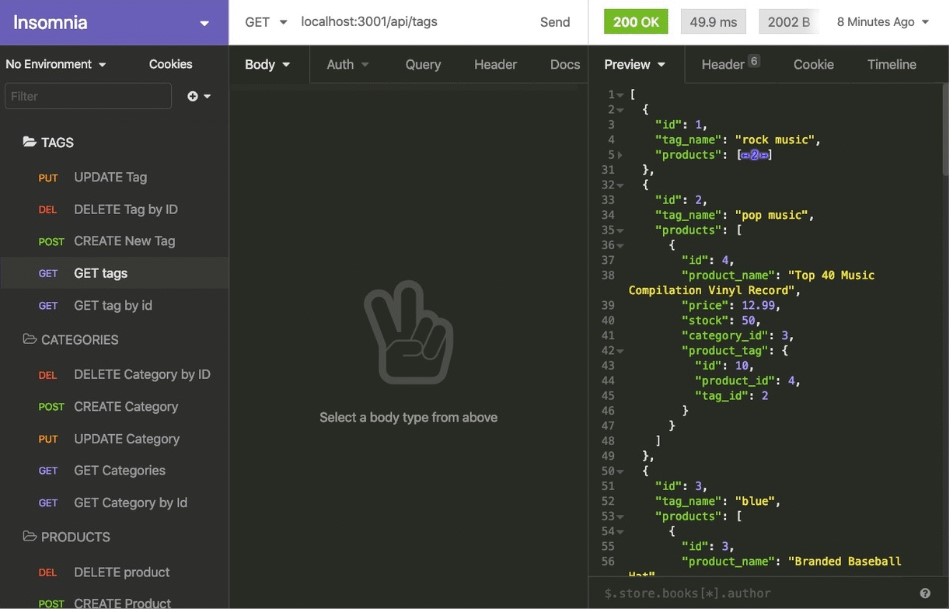 Insomnia
GET localhost:3001/api/tags Send
200 OK 49.9 ms 2002 B 8 Minutes Ago
No Environment Cookies
Body Auth Query Header Docs
Preview Header 6 Cookie Timeline
Filter
TAGS
PUT UPDATE Tag
DEL DELETE Tag by ID
POST CREATE New Tag
GET GET tags
GET GET tag by id
CATEGORIES
DEL DELETE Category by ID
POST CREATE Category
PUT UPDATE Category
GET GET Categories
GET GET Category by Id
PRODUCTS
DEL DELETE product
POST CREATE Product
Select a body type from above
1 [
2 {
3 "id": 1,
4 "tag_name": "rock music",
5 "products": [↔2↔]
31 },
32 {
33 "id": 2,
34 "tag_name": "pop music",
35 "products": [
36 {
37 "id": 4,
38 "product_name": "Top 40 Music
Compilation Vinyl Record",
39 "price": 12.99,
40 "stock": 50,
41 "category_id": 3,
42 "product_tag": {
43 "id": 10,
44 "product_id": 4,
45 "tag_id": 2
46 }
47 }
48 ]
49 },
50 {
51 "id": 3,
52 "tag_name": "blue",
53 "products": [
54 {
55 "id": 3,
56 "product_name": "Branded Baseball
Hat"
$.store.books[*].author